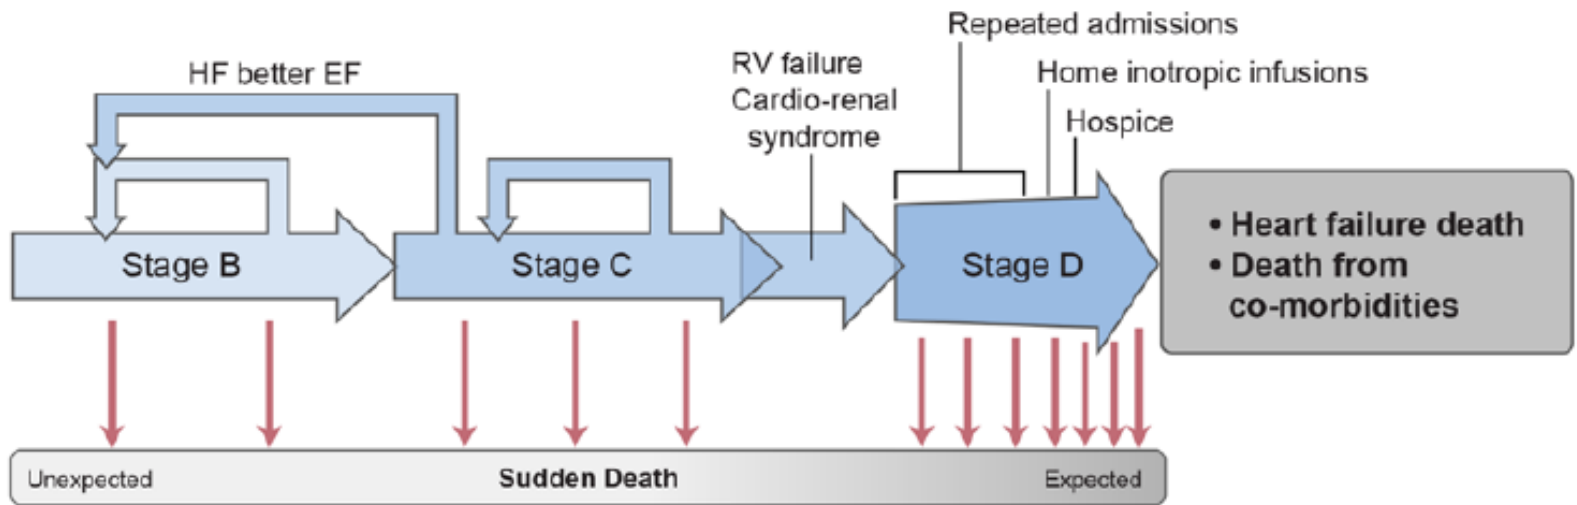 Repeated admissions
HF better EF
RV failure
Cardio-renal
syndrome
Home inotropic infusions
Hospice
Stage B
Stage C
Stage D
• Heart failure death
• Death from
co-morbidities
Unexpected
Sudden Death
Expected